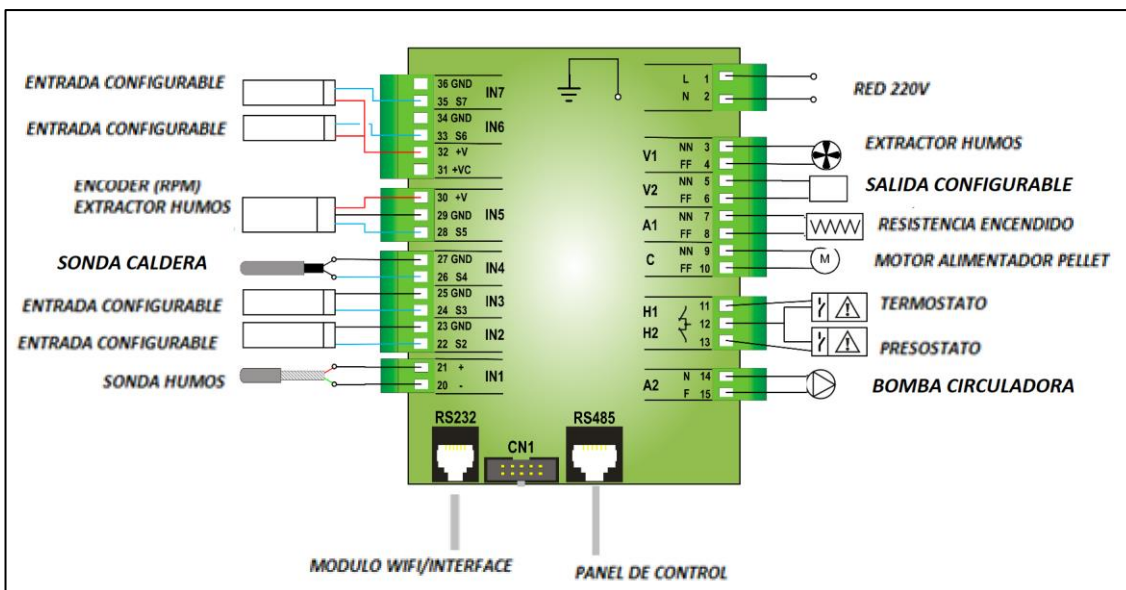 ENTRADA CONFIGURABLE
ENTRADA CONFIGURABLE
ENCODER (RPM)
EXTRACTOR HUMOS
SONDA CALDERA
ENTRADA CONFIGURABLE
ENTRADA CONFIGURABLE
SONDA HUMOS
36 GND
35 S7
IN7
34 GND
33 S6
IN6
32 +V
31 +VC
30 +V
29 GND
28 S5
IN5
27 GND
26 S4
IN4
25 GND
24 S3
IN3
23 GND
22 S2
IN2
21 +
20 -
IN1
L 1
N 2
V1
NN 3
FF 4
V2
NN 5
FF 6
A1
NN 7
FF 8
C
NN 9
FF 10
H1
H2
11
12
13
A2
N 14
F 15
RED 220V
EXTRACTOR HUMOS
SALIDA CONFIGURABLE
RESISTENCIA ENCENDIDO
M
MOTOR ALIMENTADOR PELLET
TERMOSTATO
PRESOSTATO
BOMBA CIRCULADORA
RS232
CN1
RS485
MODULO WIFI/INTERFACE
PANEL DE CONTROL